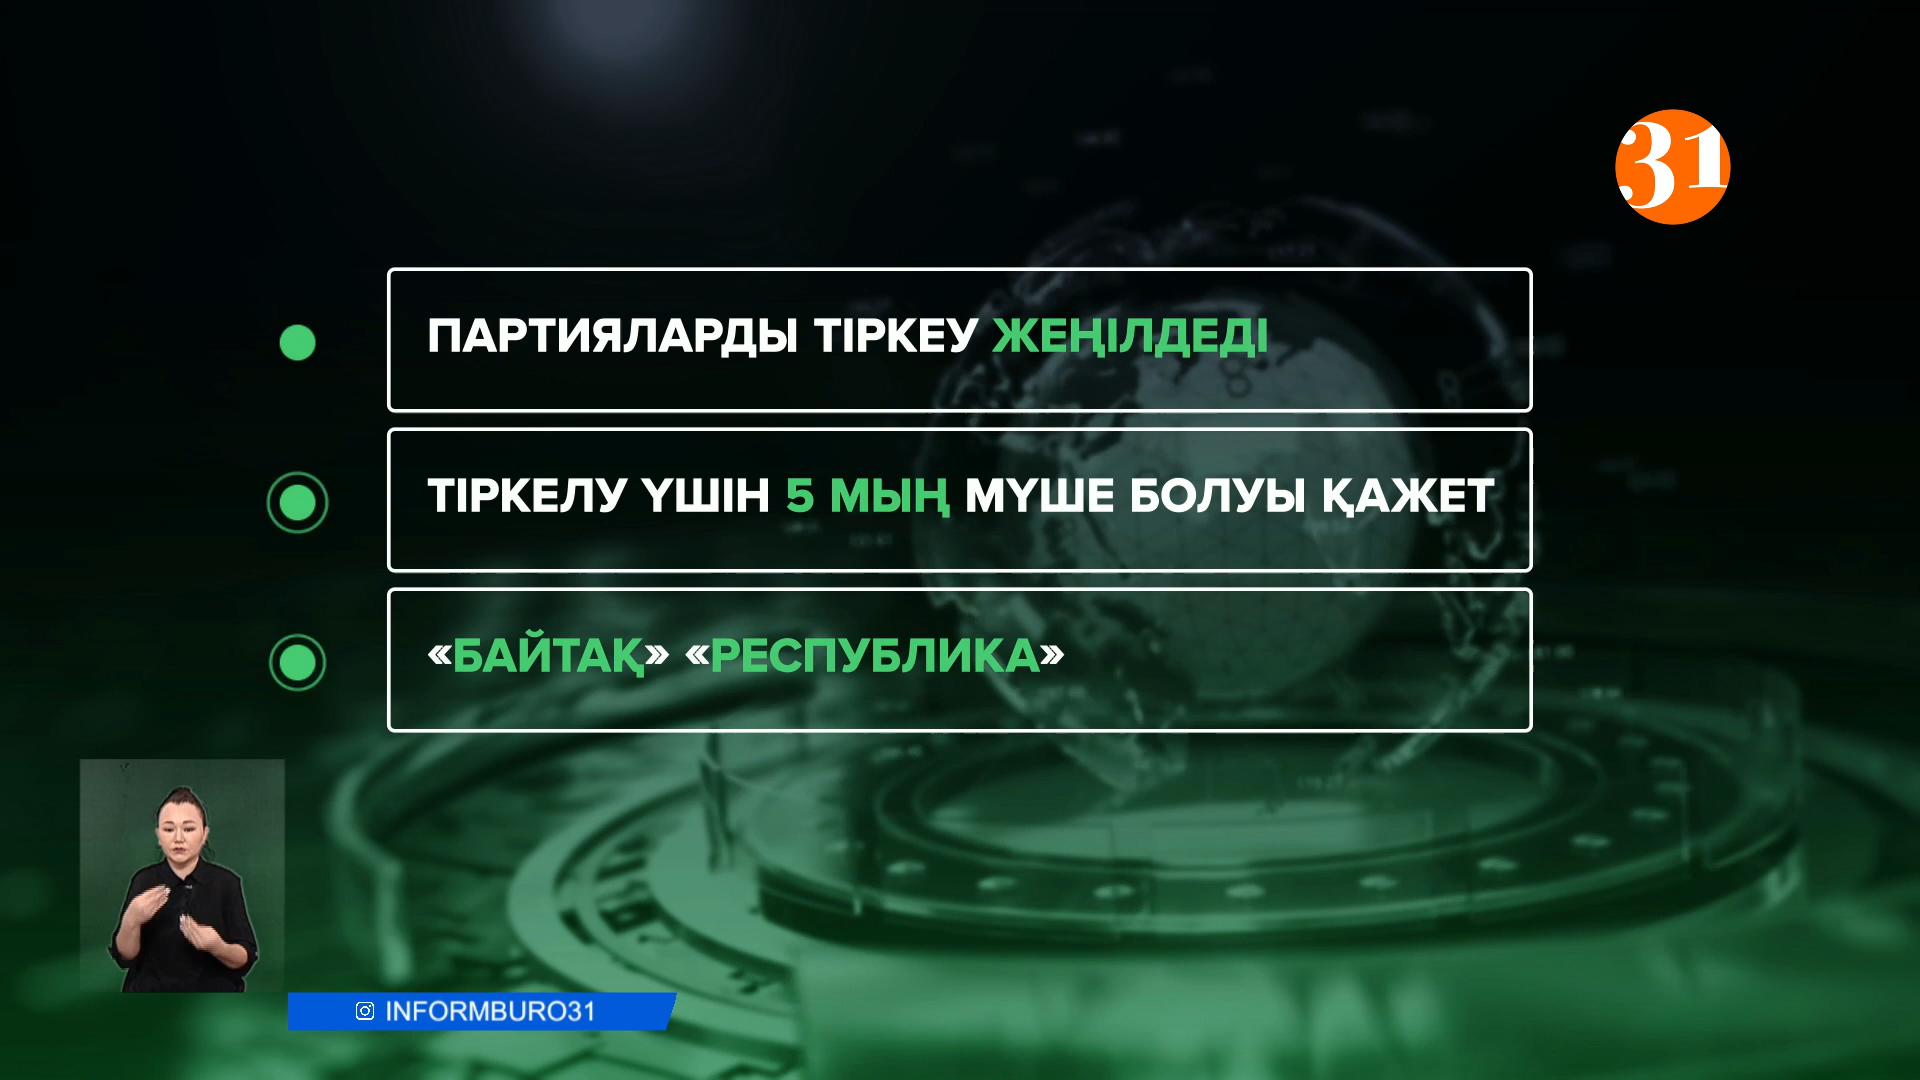 31
ПАРТИЯЛАРДЫ ТІРКЕУ ЖЕҢІЛДЕДІ
ТІРКЕЛУ ҮШІН 5 МЫҢ МҮШЕ БОЛУЫ ҚАЖЕТ
«БАЙТАҚ» «РЕСПУБЛИКА»
INFORMBURO31